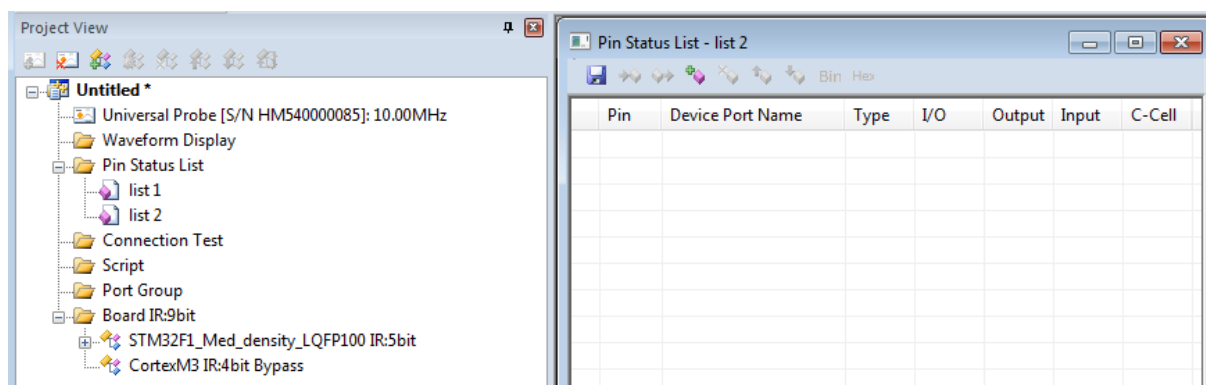 Project View
Untitled *
Universal Probe [S/N HM540000085]: 10.00MHz
Waveform Display
Pin Status List
list 1
list 2
Connection Test
Script
Port Group
Board IR:9bit
STM32F1_Med_density_LQFP100 IR:5bit
CortexM3 IR:4bit Bypass
Pin Status List - list 2
Bin Hex
Pin Device Port Name Type I/O Output Input C-Cell